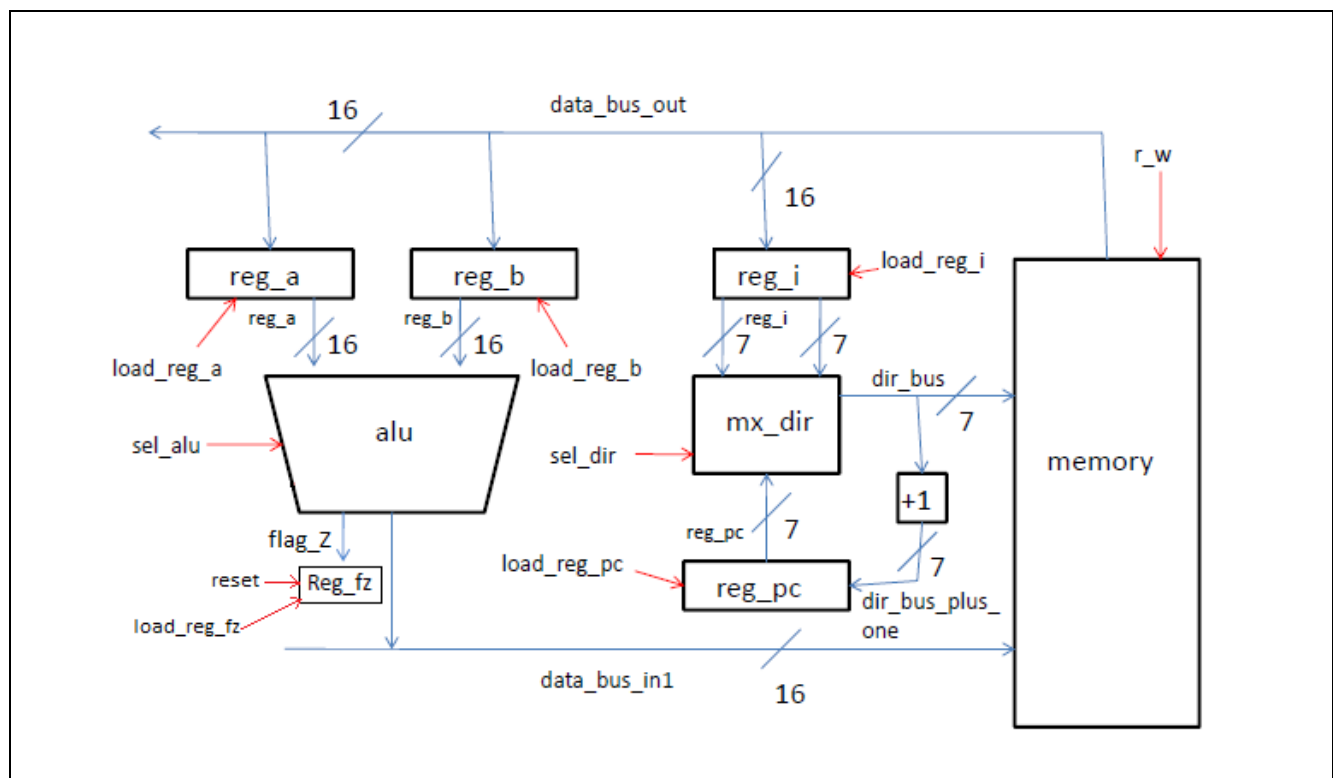 data_bus_out
16
r_w
16
reg_a
reg_b
reg_i
load_reg_i
reg_a
16
reg_b
16
reg_i
7
7
load_reg_a
load_reg_b
dir_bus
7
alu
mx_dir
sel_alu
sel_dir
memory
+1
flag_Z
reg_pc
7
7
load_reg_pc
reset
Reg_fz
reg_pc
dir_bus_plus_
one
load_reg_fz
data_bus_in1
16